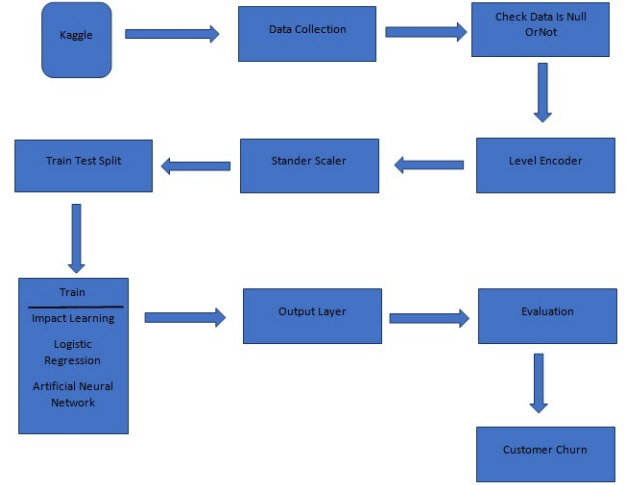 Kaggle
Data Collection
Check Data Is Null
OrNot
Level Encoder
Stander Scaler
Train Test Split
Train
Impact Learning
Logistic
Regression
Artificial Neural
Network
Output Layer
Evaluation
Customer Churn